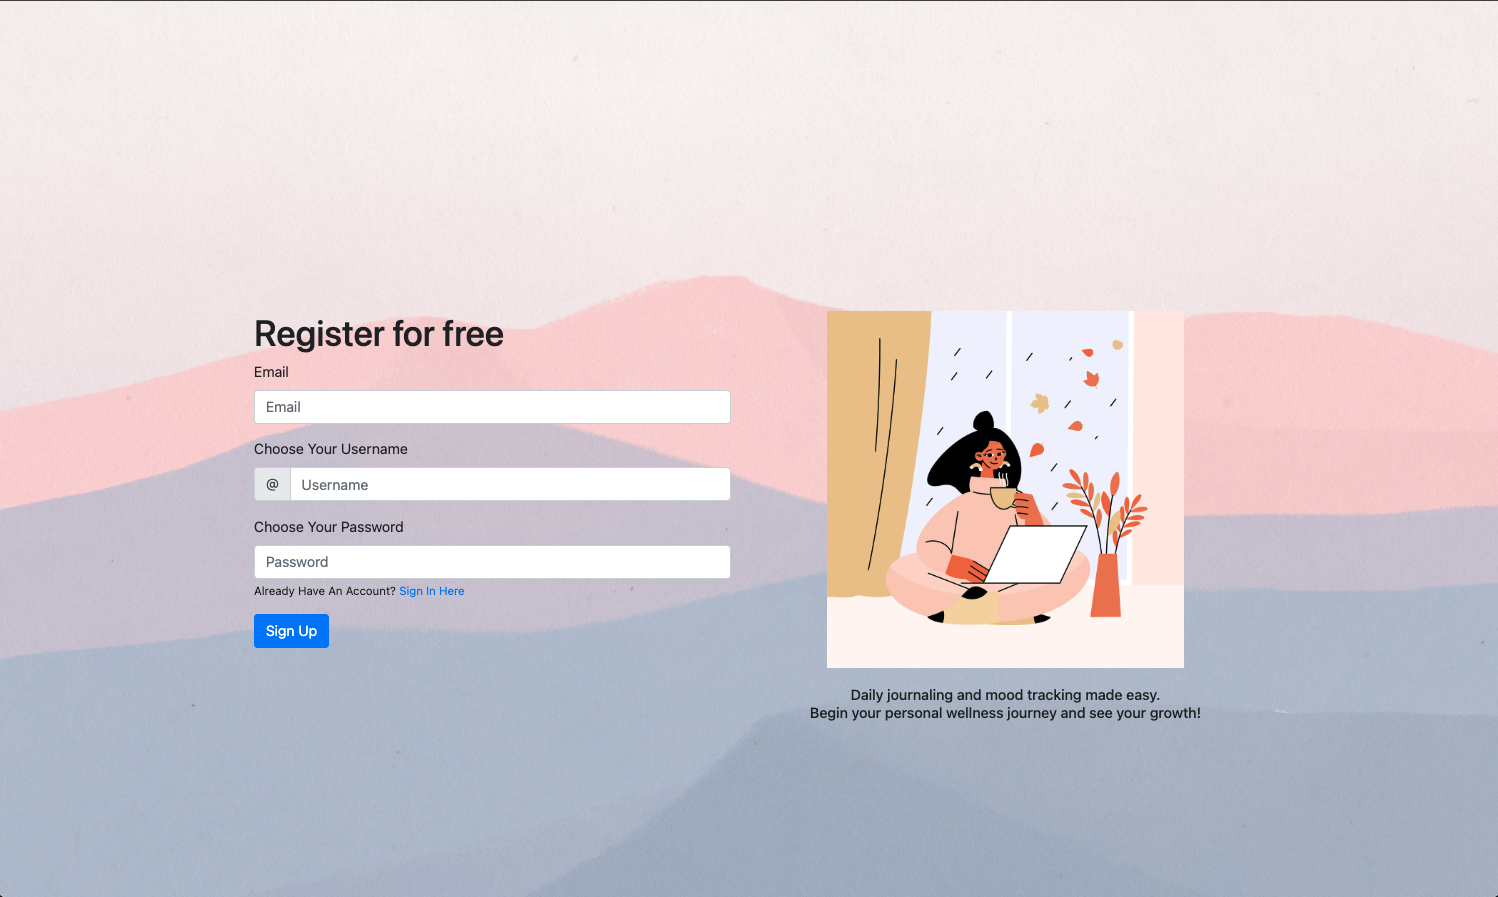 Register for free
Email
Email
Choose Your Username
@ Username
Choose Your Password
Password
Already Have An Account? Sign In Here
Sign Up
Daily journaling and mood tracking made easy.
Begin your personal wellness journey and see your growth!